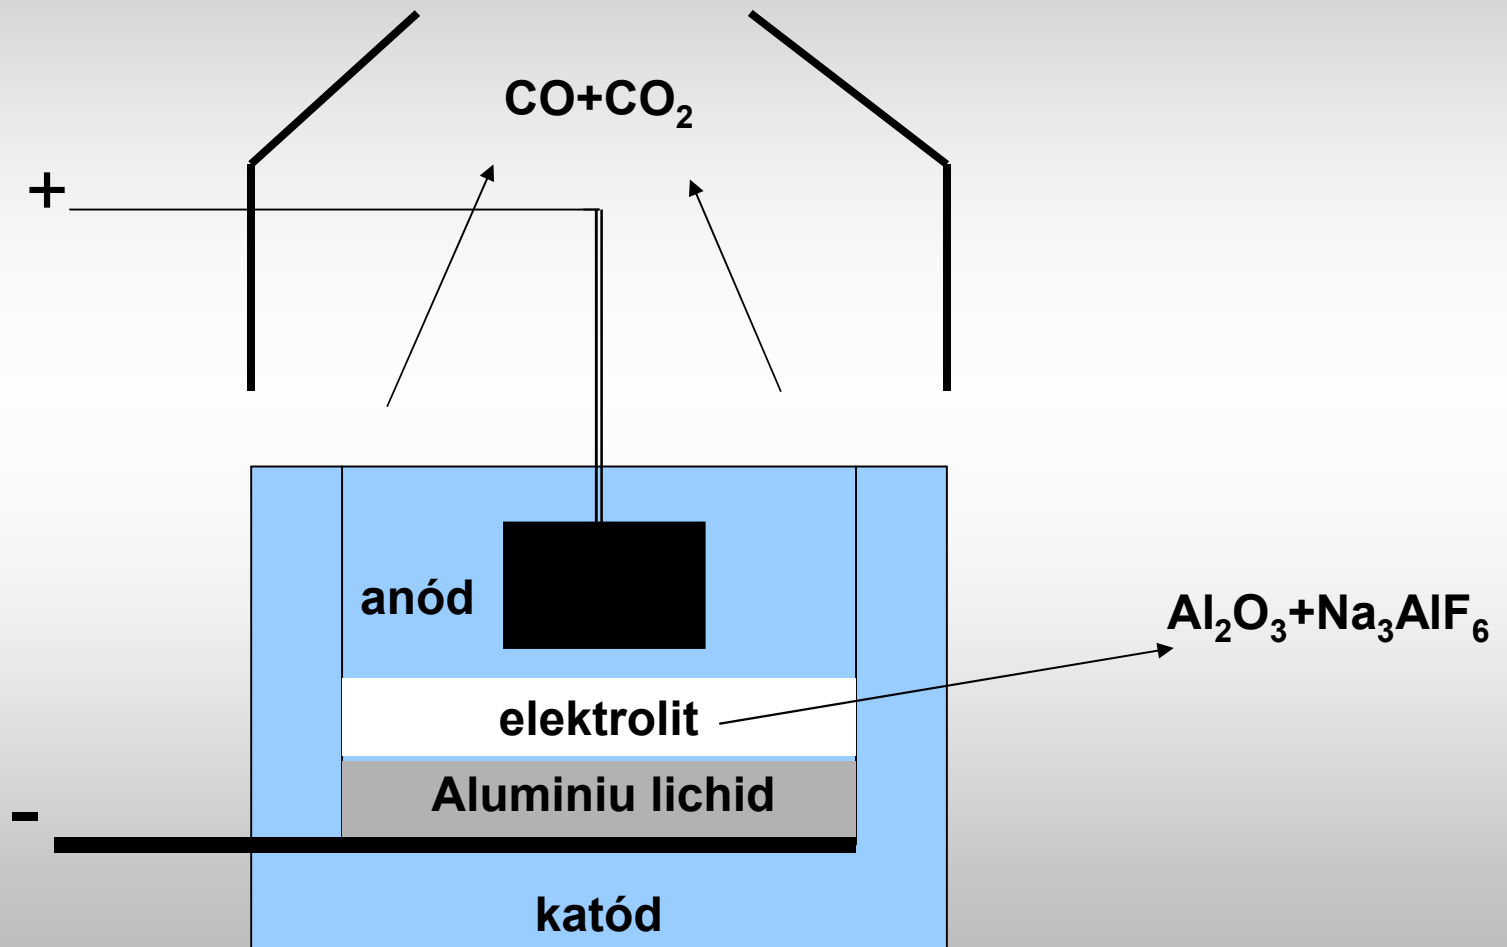 CO+CO₂
+
anód
Al₂O₃+Na₃AlF₆
elektrolit
Aluminiu lichid
-
katód